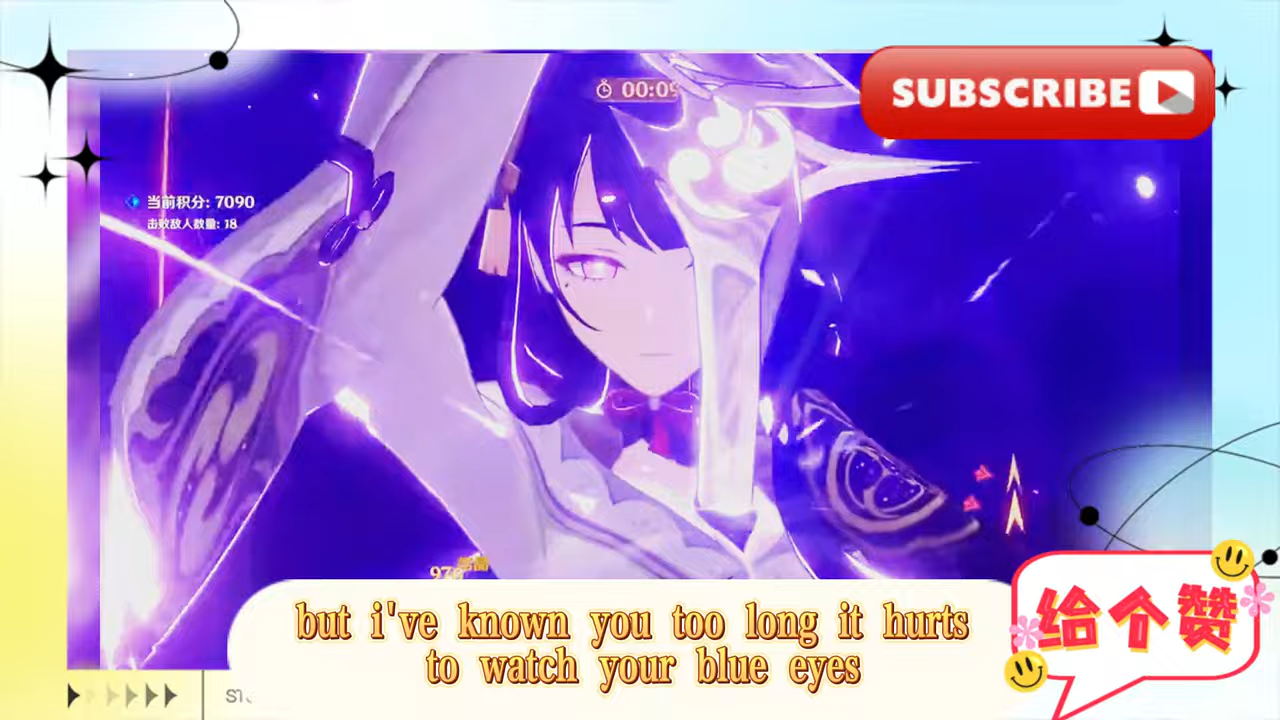 00:09
SUBSCRIBE
当前积分: 7090
击败敌人数量: 18
but i've known you too long it hurts
to watch your blue eyes
给个赞